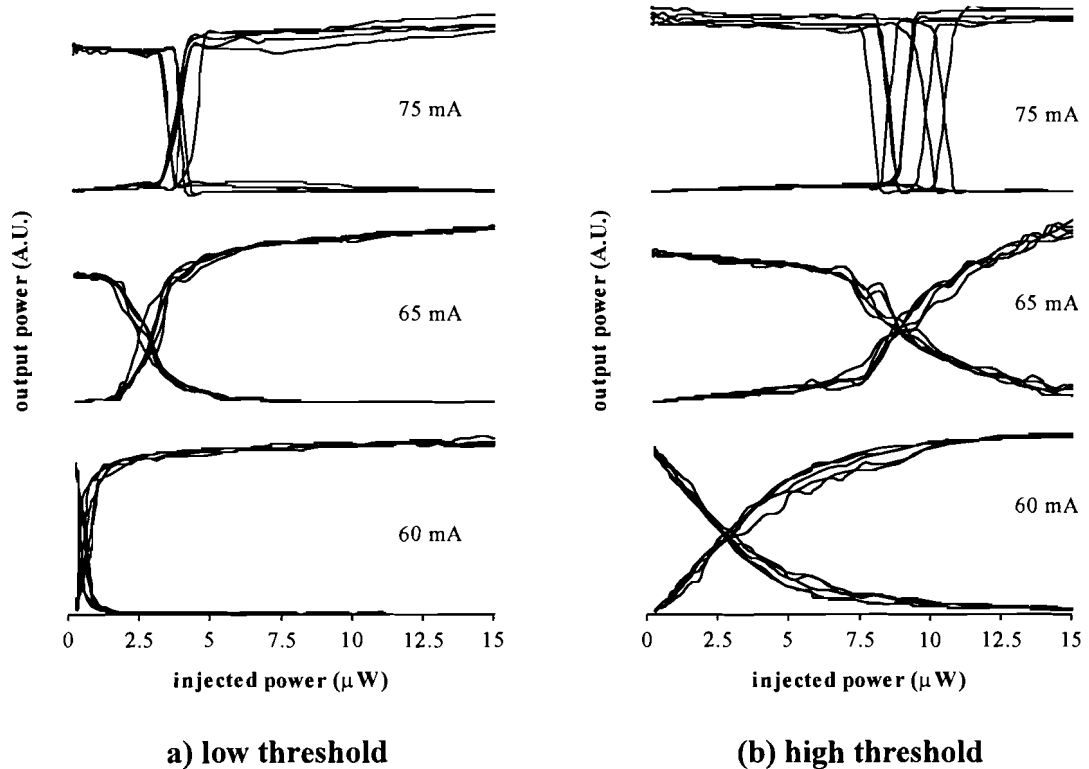 output power (A.U.)
75 mA
65 mA
60 mA
0 2.5 5 7.5 10 12.5 15
injected power (μW)
a) low threshold
output power (A.U.)
75 mA
65 mA
60 mA
0 2.5 5 7.5 10 12.5 15
injected power (μW)
(b) high threshold